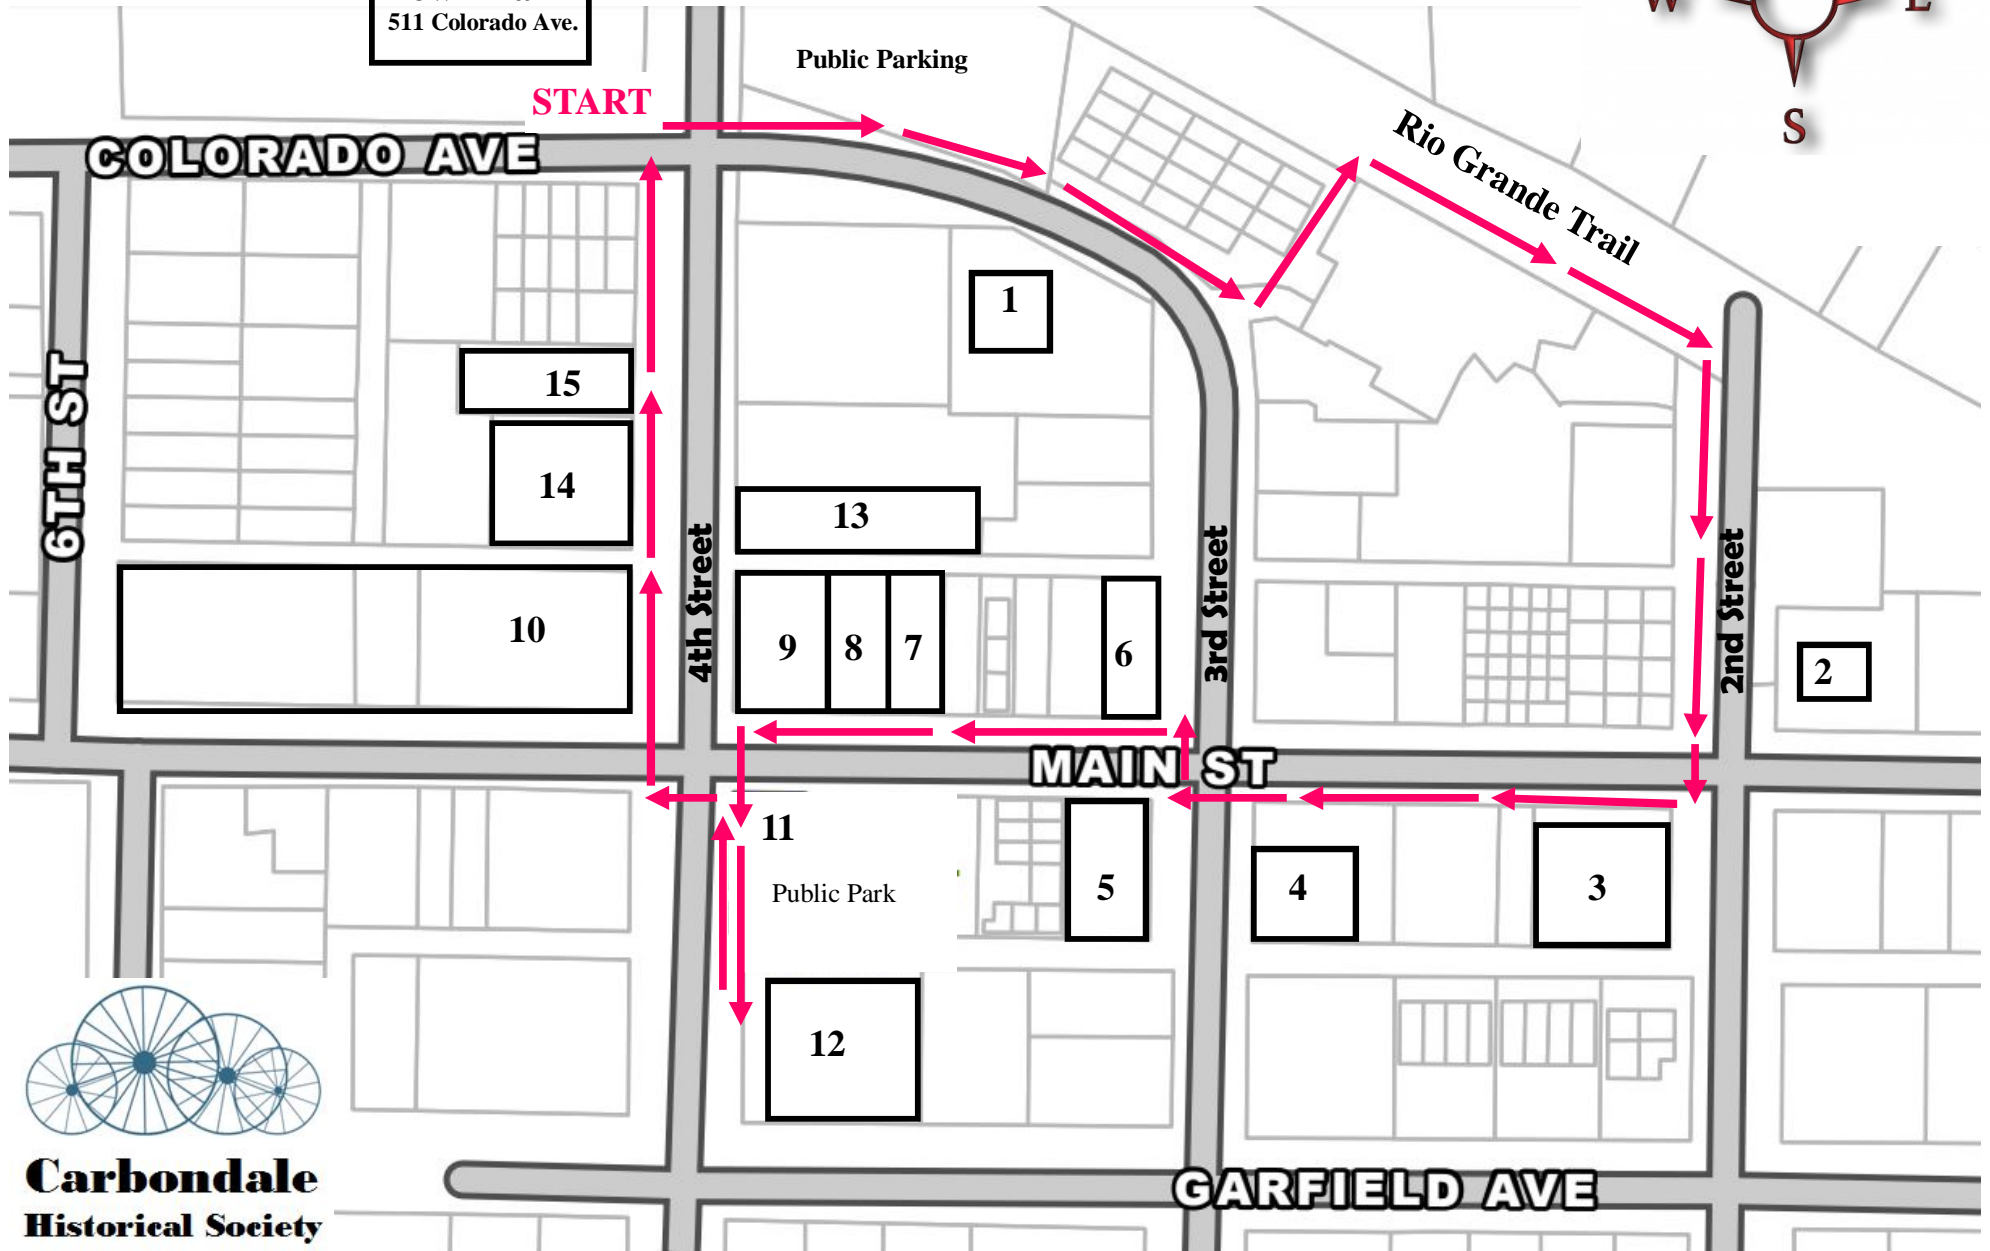 511 Colorado Ave.
W
E
S
Public Parking
START
COLORADO AVE
Rio Grande Trail
1
6TH ST
15
14
13
4th Street
3rd Street
2nd Street
10
9
8
7
6
2
MAIN ST
11
Public Park
5
4
3
12
Carbondale
Historical Society
GARFIELD AVE